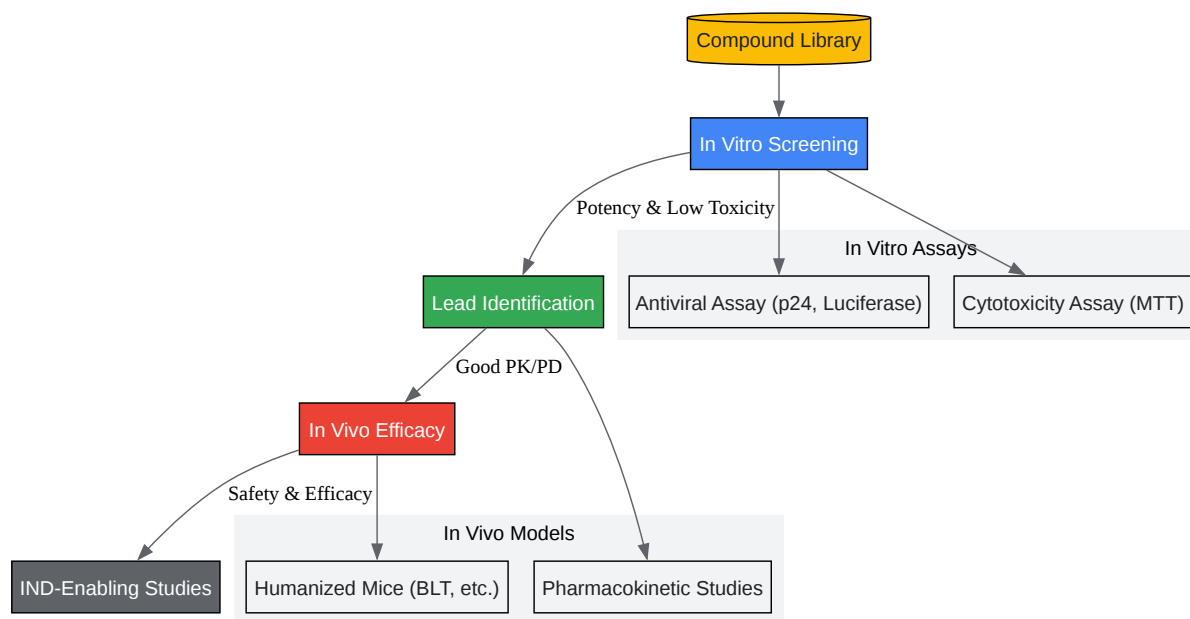 Compound Library
In Vitro Screening
Potency & Low Toxicity
In Vitro Assays
Lead Identification
Antiviral Assay (p24, Luciferase)
Cytotoxicity Assay (MTT)
Good PK/PD
In Vivo Efficacy
Safety & Efficacy
In Vivo Models
IND-Enabling Studies
Humanized Mice (BLT, etc.)
Pharmacokinetic Studies